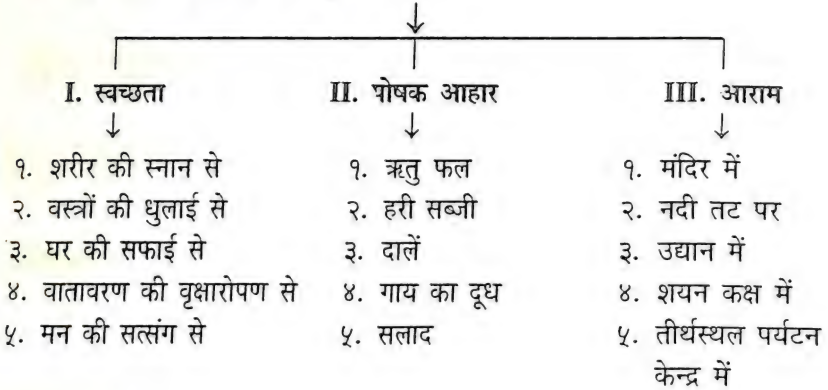 I. स्वच्छता
१. शरीर की स्नान से
२. वस्त्रों की धुलाई से
३. घर की सफाई से
४. वातावरण की वृक्षारोपण से
५. मन की सत्संग से
II. पोषक आहार
१. ऋतु फल
२. हरी सब्जी
३. दालें
४. गाय का दूध
५. सलाद
III. आराम
१. मंदिर में
२. नदी तट पर
३. उद्यान में
४. शयन कक्ष में
५. तीर्थस्थल पर्यटन
केन्द्र में